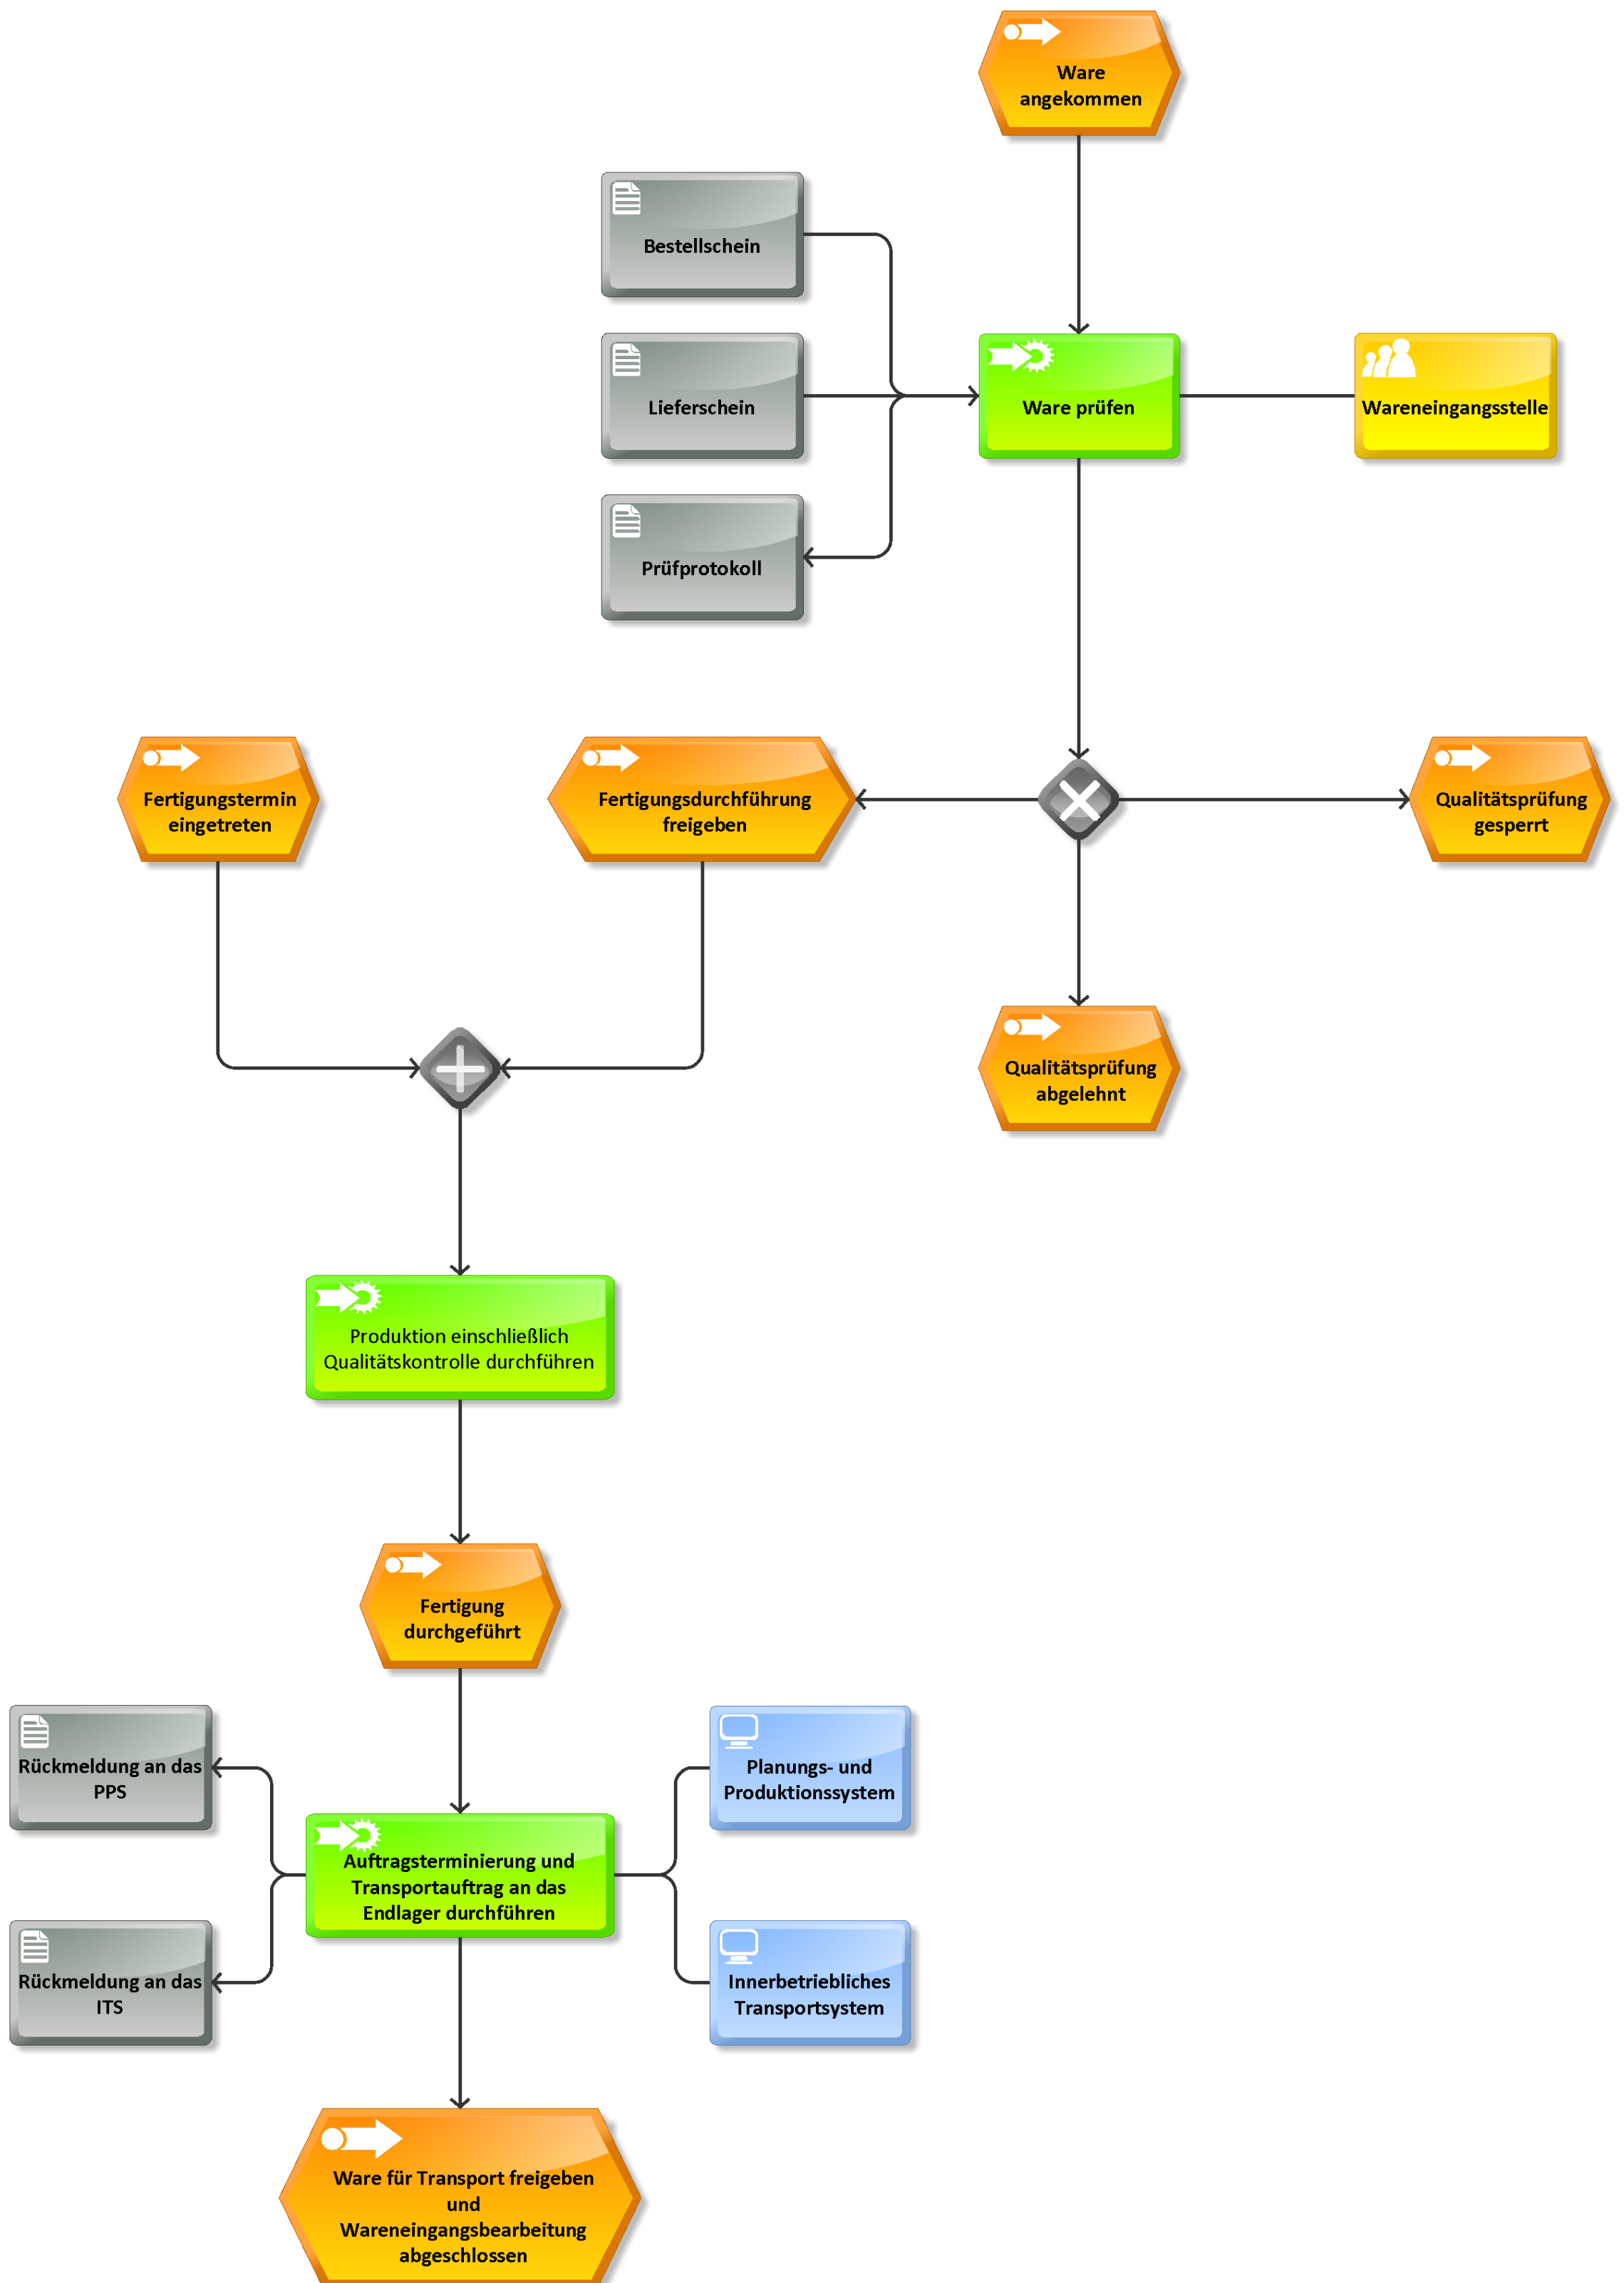 Ware
angekommen
Bestellschein
Lieferschein
Ware prüfen
Wareneingangsstelle
Prüfprotokoll
Fertigungstermin
eingetreten
Fertigungsdurchführung
freigeben
Qualitätsprüfung
gesperrt
Qualitätsprüfung
abgelehnt
Produktion einschließlich
Qualitätskontrolle durchführen
Fertigung
durchgeführt
Rückmeldung an das
PPS
Planungs- und
Produktionssystem
Auftragsterminierung und
Transportauftrag an das
Endlager durchführen
Rückmeldung an das
ITS
Innerbetriebliches
Transportsystem
Ware für Transport freigeben
und
Wareneingangsbearbeitung
abgeschlossen